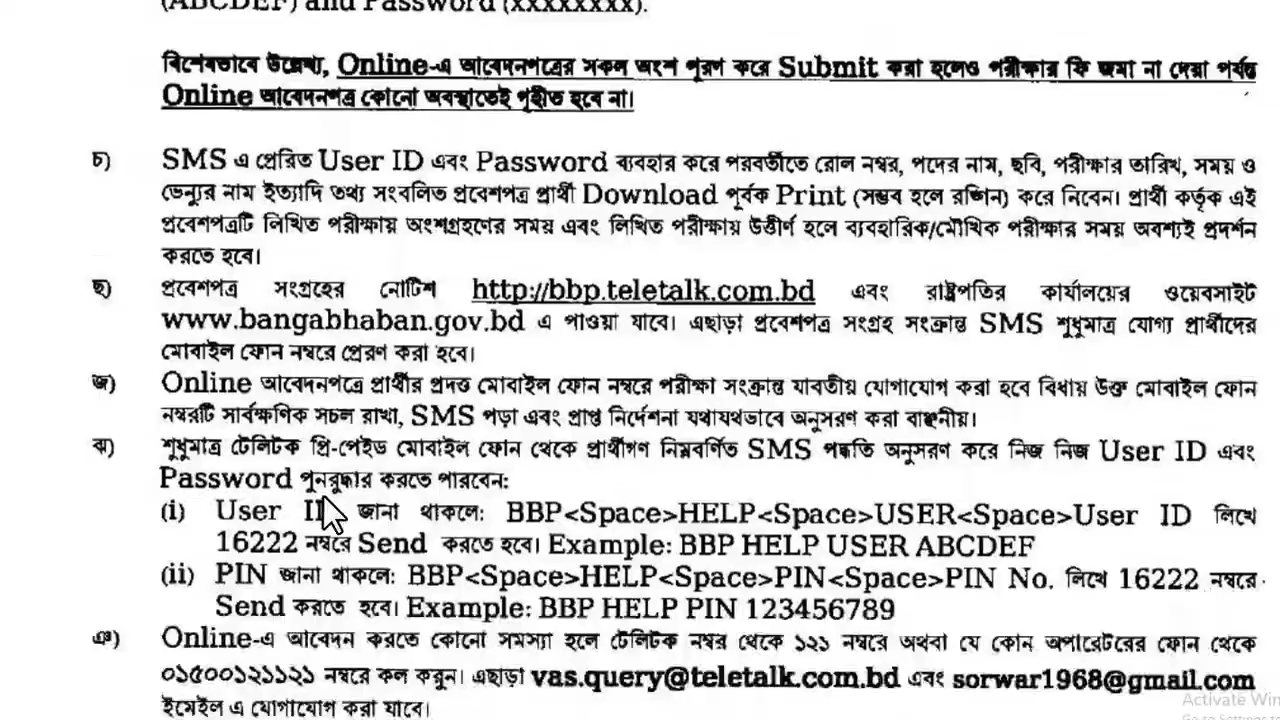 (ABCDEF) and Password (xxxxxxxx).
বিশেষভাবে উল্লেখ্য, Online-এ আবেদনপত্রের সকল অংশ পূরণ করে Submit করা হলেও পরীক্ষার ফি জমা না দেয়া পর্যন্ত
Online আবেদনপত্র কোনো অবস্থাতেই গৃহীত হবে না।
চ) SMS এ প্রেরিত User ID এবং Password ব্যবহার করে পরবর্তীতে রোল নম্বর, পদের নাম, ছবি, পরীক্ষার তারিখ, সময় ও
ভেন্যুর নাম ইত্যাদি তথ্য সংবলিত প্রবেশপত্র প্রার্থী Download পূর্বক Print (সম্ভব হলে রঙ্গিন) করে নিবেন। প্রার্থী কর্তৃক এই
প্রবেশপত্রটি লিখিত পরীক্ষায় অংশগ্রহণের সময় এবং লিখিত পরীক্ষায় উত্তীর্ণ হলে ব্যবহারিক/মৌখিক পরীক্ষার সময় অবশ্যই প্রদর্শন
করতে হবে।
ছ) প্রবেশপত্র সংগ্রহের নোটিশ http://bbp.teletalk.com.bd এবং রাষ্ট্রপতির কার্যালয়ের ওয়েবসাইট
www.bangabhaban.gov.bd এ পাওয়া যাবে। এছাড়া প্রবেশপত্র সংগ্রহ সংক্রান্ত SMS শুধুমাত্র যোগ্য প্রার্থীদের
মোবাইল ফোন নম্বরে প্রেরণ করা হবে।
জ) Online আবেদনপত্রে প্রার্থীর প্রদত্ত মোবাইল ফোন নম্বরে পরীক্ষা সংক্রান্ত যাবতীয় যোগাযোগ করা হবে বিধায় উক্ত মোবাইল ফোন
নম্বরটি সার্বক্ষণিক সচল রাখা, SMS পড়া এবং প্রাপ্ত নির্দেশনা যথাযথভাবে অনুসরণ করা বাঞ্ছনীয়।
ঝ) শুধুমাত্র টেলিটক প্রি-পেইড মোবাইল ফোন থেকে প্রার্থীগণ নিম্নবর্ণিত SMS পদ্ধতি অনুসরণ করে নিজ নিজ User ID এবং
Password পুনরুদ্ধার করতে পারবেন:
(i) User ID জানা থাকলে: BBP<Space>HELP<Space>USER<Space>User ID লিখে
16222 নম্বরে Send করতে হবে। Example: BBP HELP USER ABCDEF
(ii) PIN জানা থাকলে: BBP<Space>HELP<Space>PIN<Space>PIN No. লিখে 16222 নম্বরে
Send করতে হবে। Example: BBP HELP PIN 123456789
ঞ) Online-এ আবেদন করতে কোনো সমস্যা হলে টেলিটক নম্বর থেকে ১২১ নম্বরে অথবা যে কোন অপারেটরের ফোন থেকে
০১৫০০১২১১২১ নম্বরে কল করুন। এছাড়া vas.query@teletalk.com.bd এবং sorwar1968@gmail.com
ইমেইল এ যোগাযোগ করা যাবে।
Activate Win